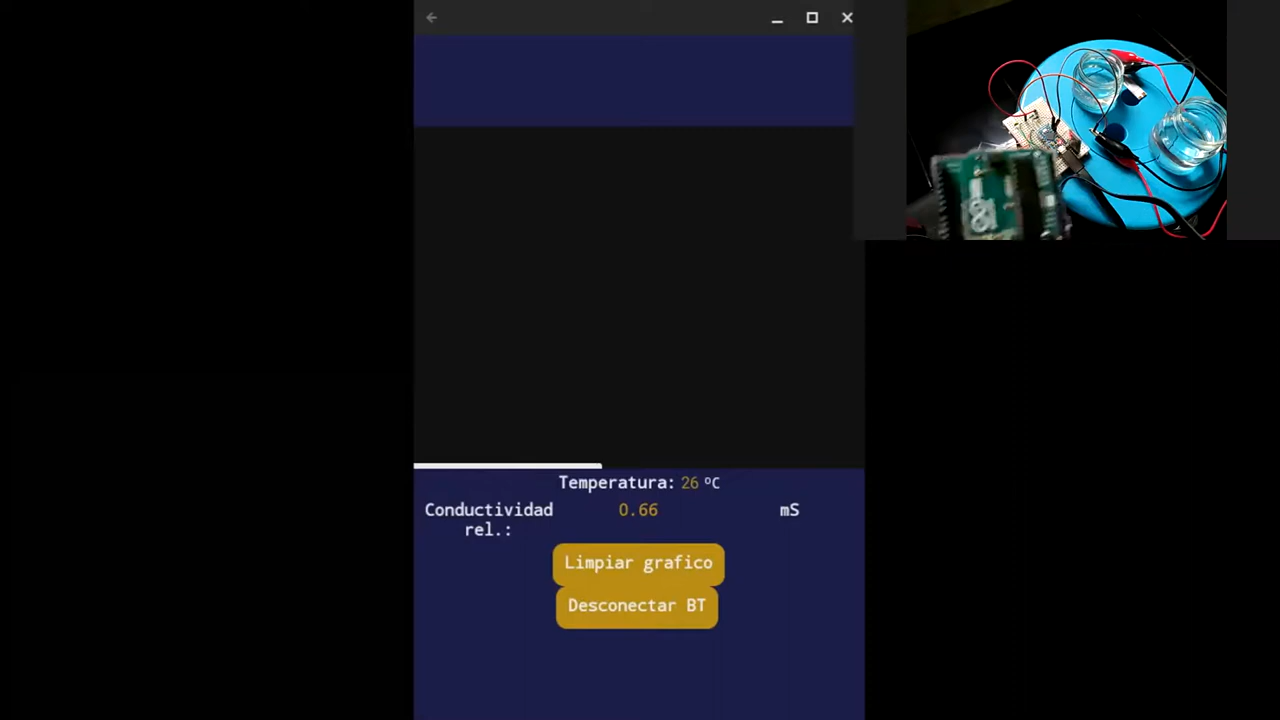 Temperatura: 26 ºC
Conductividad rel.: 0.66 mS
Limpiar grafico
Desconectar BT